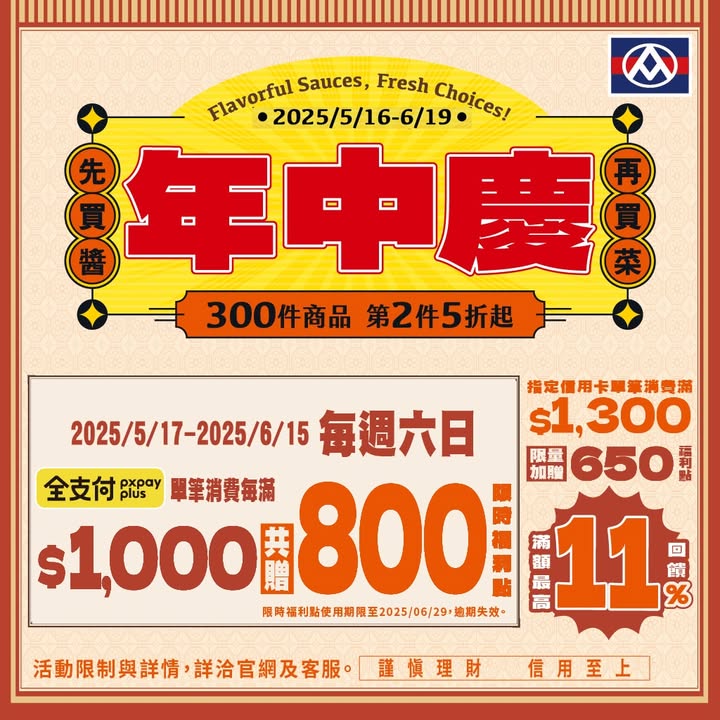 Flavorful Sauces, Fresh Choices!
•2025/5/16-6/19•
先買醬
年中慶
再買菜
300件商品 第2件5折起
2025/5/17-2025/6/15 每週六日
全支付 pxpay plus 單筆消費每滿
$1,000 共贈 800 限時福利點
限時福利點使用期限至2025/06/29，逾期失效。
指定信用卡單筆消費滿
$1,300
限量加贈 650 福利點
滿額最高 11% 回饋
活動限制與詳情，詳洽官網及客服。
謹慎理財 信用至上